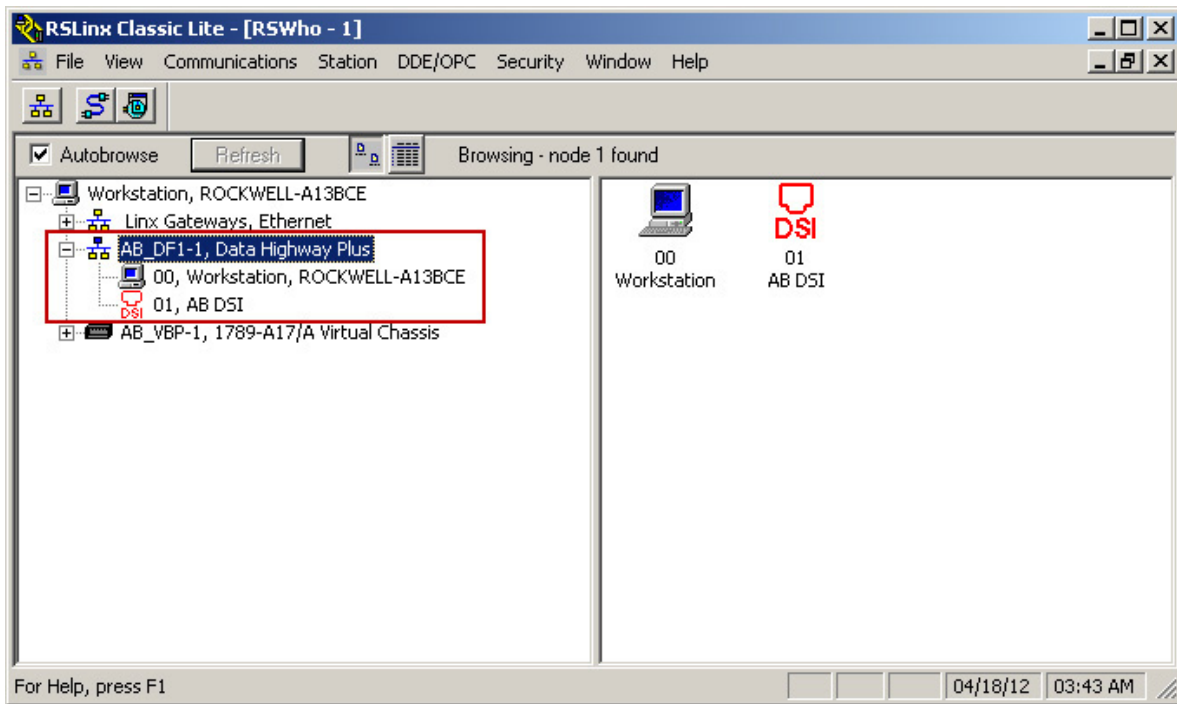 RSLinx Classic Lite - [RSWho - 1]
File View Communications Station DDE/OPC Security Window Help
Autobrowse Refresh Browsing - node 1 found
Workstation, ROCKWELL-A13BCE
Linx Gateways, Ethernet
AB_DF1-1, Data Highway Plus
00, Workstation, ROCKWELL-A13BCE
DSI 01, AB DSI
AB_VBP-1, 1789-A17/A Virtual Chassis
00
Workstation
DSI
01
AB DSI
For Help, press F1
04/18/12 03:43 AM